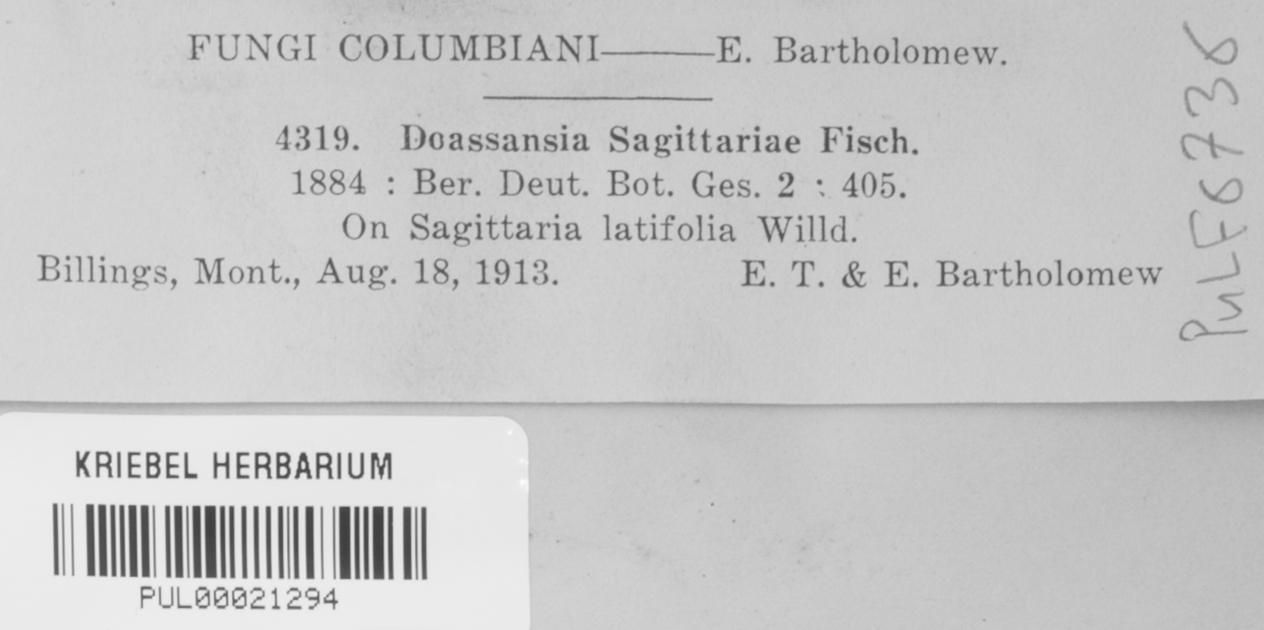 FUNGI COLUMBIANI———E. Bartholomew.
4319. Doassansia Sagittariae Fisch.
1884 : Ber. Deut. Bot. Ges. 2 : 405.
On Sagittaria latifolia Willd.
Billings, Mont., Aug. 18, 1913. E. T. & E. Bartholomew
PULF6738
KRIEBEL HERBARIUM
PUL00021294